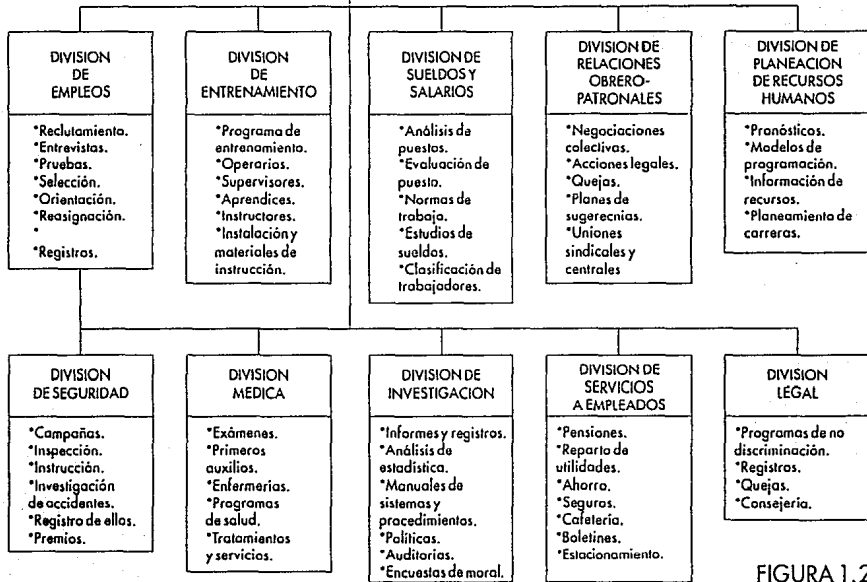 DIVISION
DE
EMPLEOS
*Reclutamiento.
*Entrevistas.
*Pruebas.
*Selección.
*Orientación.
*Reasignación.
*
*Registros.
DIVISION
DE
ENTRENAMIENTO
*Programa de
entrenamiento.
*Operarios.
*Supervisores.
*Aprendices.
*Instructores.
*Instalación y
materiales de
instrucción.
DIVISION DE
SUELDOS Y
SALARIOS
*Análisis de
puestos.
*Evaluación de
puesto.
*Normas de
trabajo.
*Estudios de
sueldos.
*Clasificación de
trabajadores.
DIVISION DE
RELACIONES
OBRERO-
PATRONALES
*Negociaciones
colectivas.
*Acciones legales.
*Quejas.
*Planes de
sugerecnias.
*Uniones
sindicales y
centrales
DIVISION DE
PLANEACION
DE RECURSOS
HUMANOS
*Pronósticos.
*Modelos de
programación.
*Información de
recursos.
*Planeamiento de
carreras.
DIVISION
DE SEGURIDAD
*Campañas.
*Inspección.
*Instrucción.
*Investigación
de accidentes.
*Registro de ellos.
*Premios.
DIVISION
MEDICA
*Exámenes.
*Primeros
auxilios.
*Enfermerias.
*Programas
de salud.
*Tratamientos
y servicios.
DIVISION DE
INVESTIGACION
*Informes y registros.
*Análisis de
estadística.
*Manuales de
sistemas y
procedimientos.
*Políticas.
*Auditorias.
*Encuestas de moral.
DIVISION DE
SERVICIOS
A EMPLEADOS
*Pensiones.
*Reparto de
utilidades.
*Ahorro.
*Seguros.
*Cafetería.
*Boletines.
*Estacionamiento.
DIVISION
LEGAL
*Programas de no
discriminación.
*Registros.
*Quejas.
*Consejería.
FIGURA 1.2